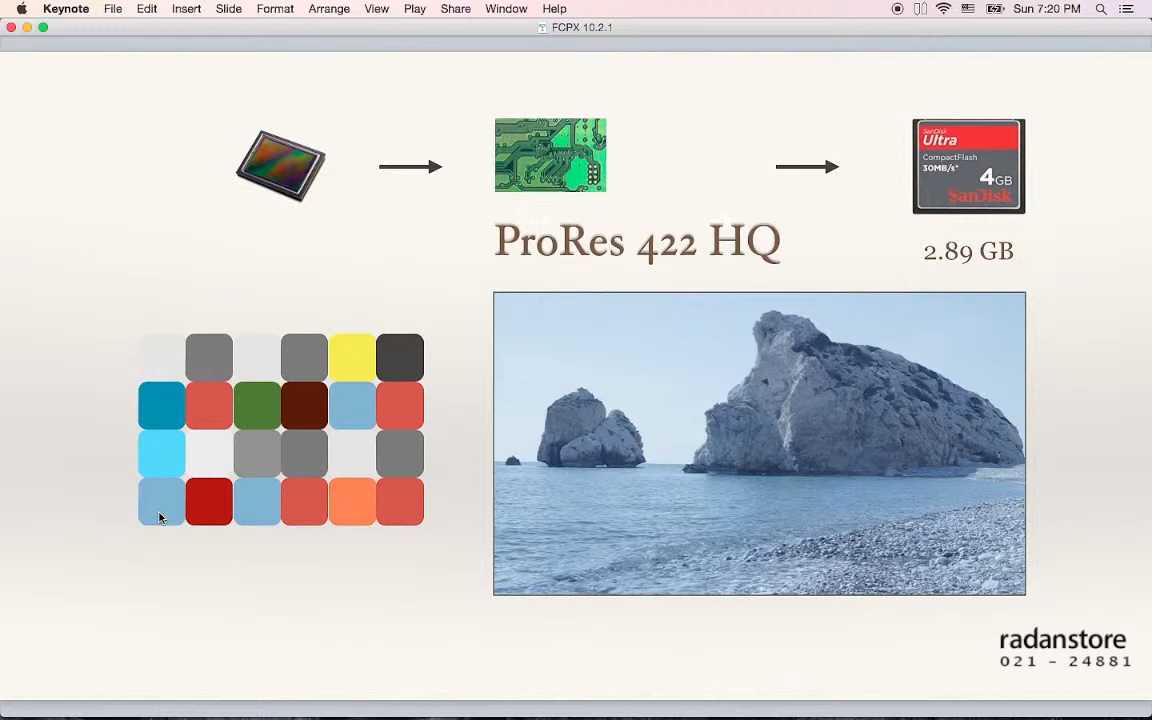 Keynote File Edit Insert Slide Format Arrange View Play Share Window Help Sun 7:20 PM
FCPX 10.2.1
SanDisk
Ultra
CompactFlash
30MB/s*
4GB
SanDisk
ProRes 422 HQ
2.89 GB
radanstore
021 - 24881